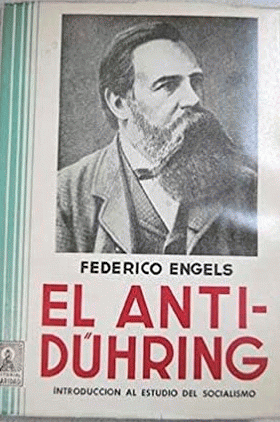 FEDERICO ENGELS
EL ANTI-
DÜHRING
INTRODUCCION AL ESTUDIO DEL SOCIALISMO